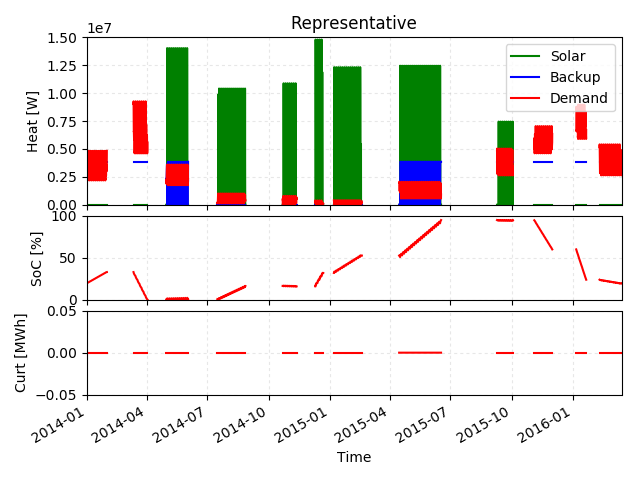 Representative
1e7
1.50
1.25
1.00
0.75
0.50
0.25
0.00
Heat [W]
Solar
Backup
Demand
100
50
0
SoC [%]
0.05
0.00
−0.05
Curt [MWh]
2014-01
2014-04
2014-07
2014-10
2015-01
2015-04
2015-07
2015-10
2016-01
Time